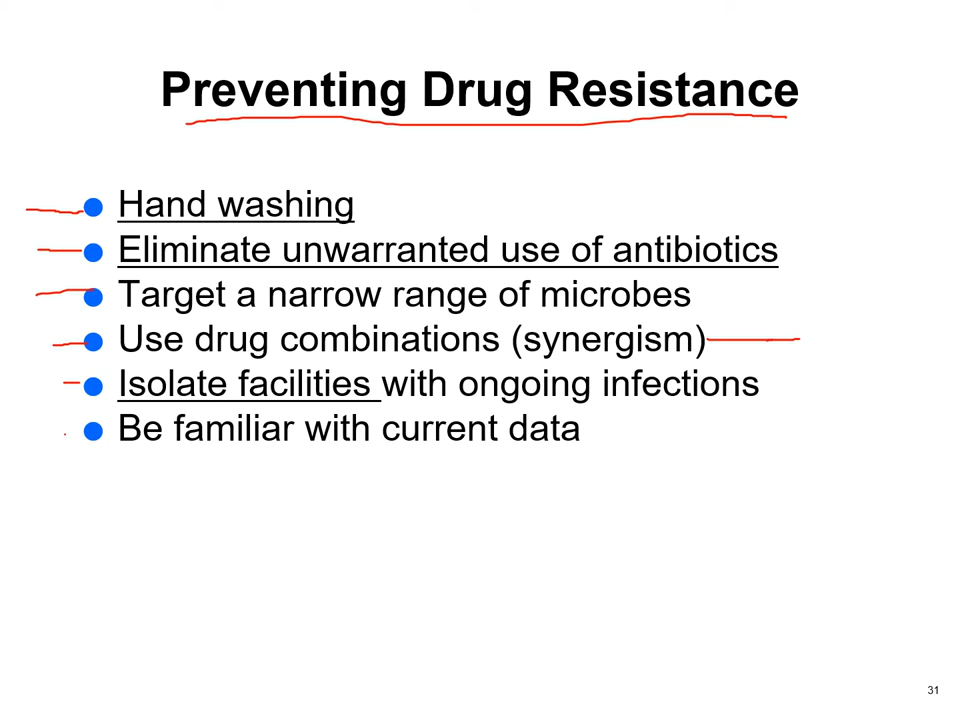 Preventing Drug Resistance
Hand washing
Eliminate unwarranted use of antibiotics
Target a narrow range of microbes
Use drug combinations (synergism)
Isolate facilities with ongoing infections
Be familiar with current data
31